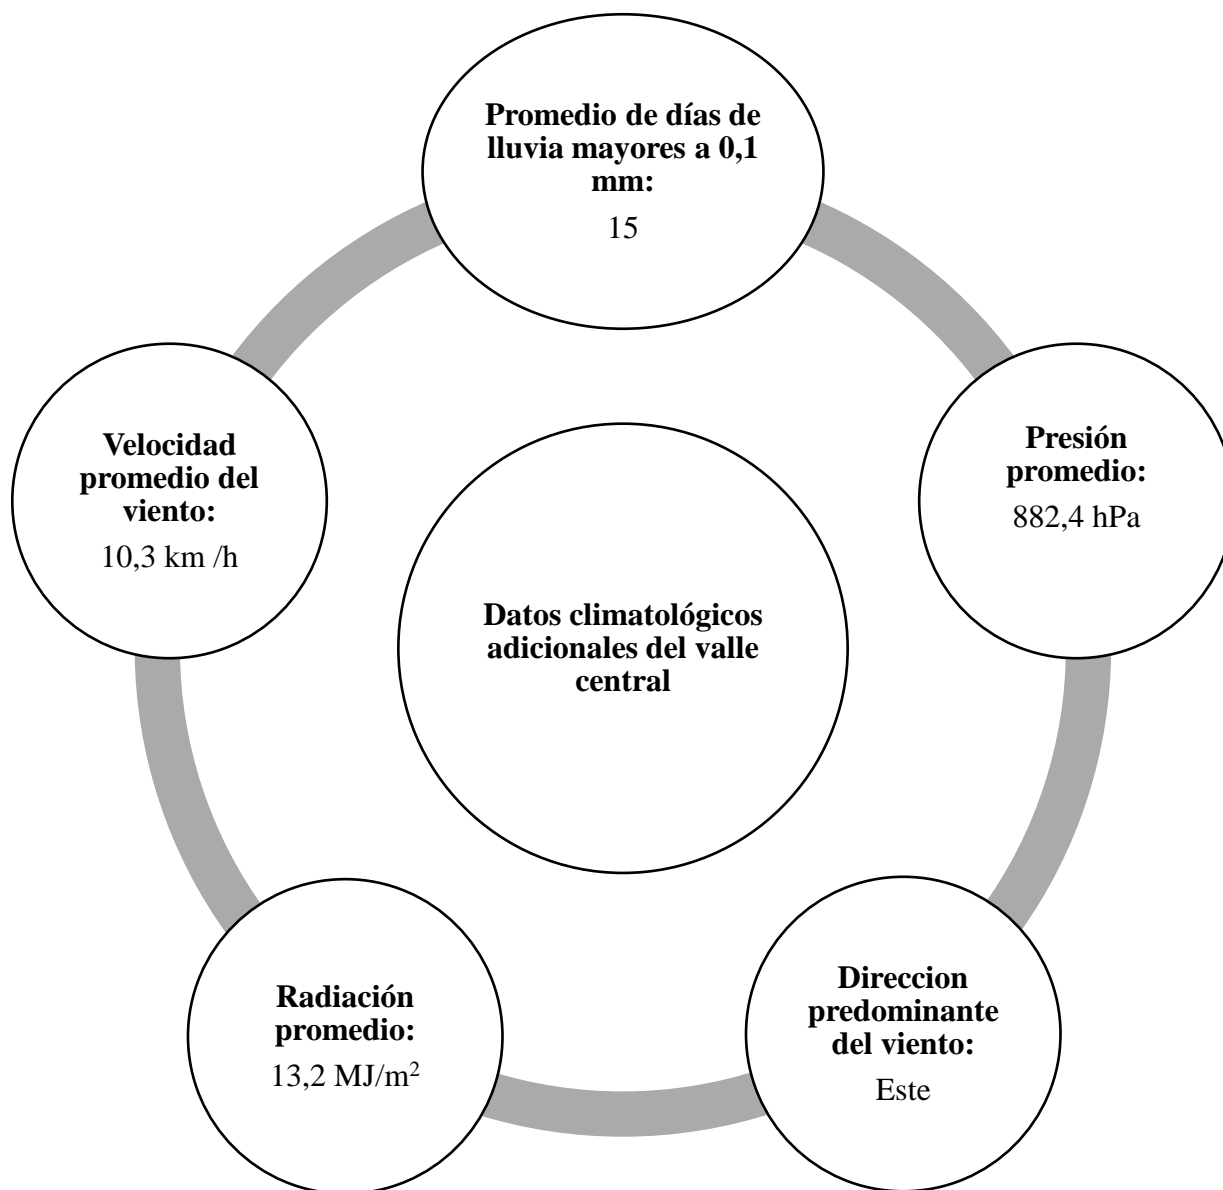 Promedio de días de
lluvia mayores a 0,1
mm:
15
Presión
promedio:
882,4 hPa
Direccion
predominante
del viento:
Este
Radiación
promedio:
13,2 MJ/m²
Velocidad
promedio del
viento:
10,3 km /h
Datos climatológicos
adicionales del valle
central